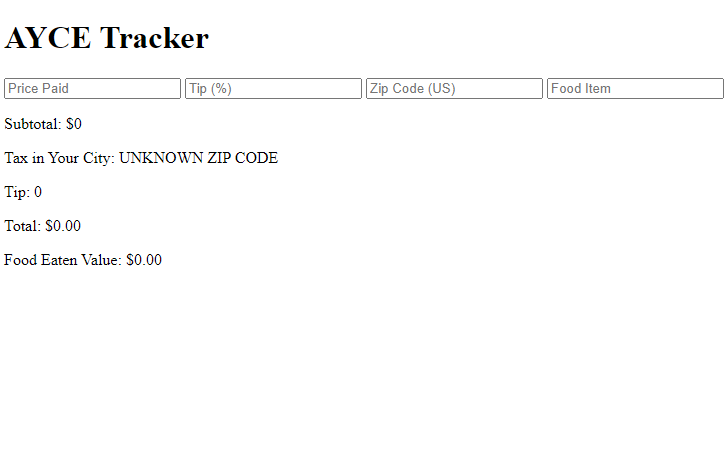 AYCE Tracker
Price Paid Tip (%) Zip Code (US) Food Item
Subtotal: $0
Tax in Your City: UNKNOWN ZIP CODE
Tip: 0
Total: $0.00
Food Eaten Value: $0.00